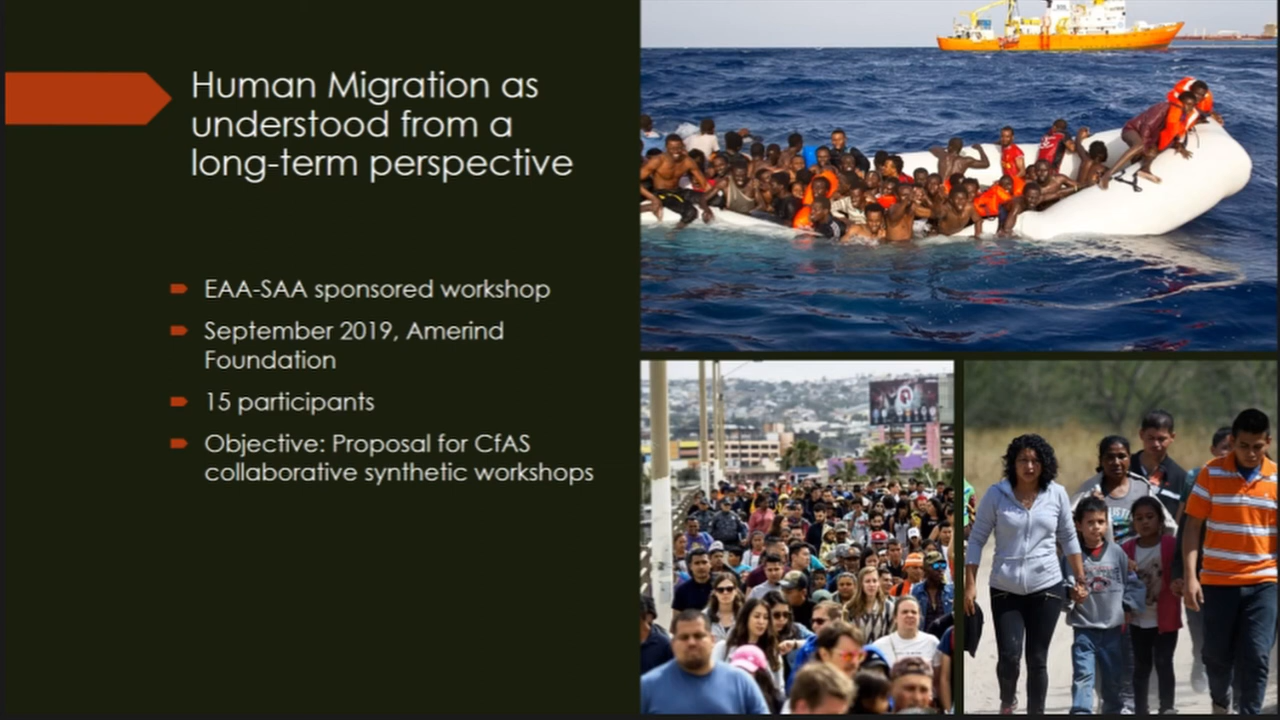 Human Migration as
understood from a
long-term perspective
EAA-SAA sponsored workshop
September 2019, Amerind
Foundation
15 participants
Objective: Proposal for CfAS
collaborative synthetic workshops